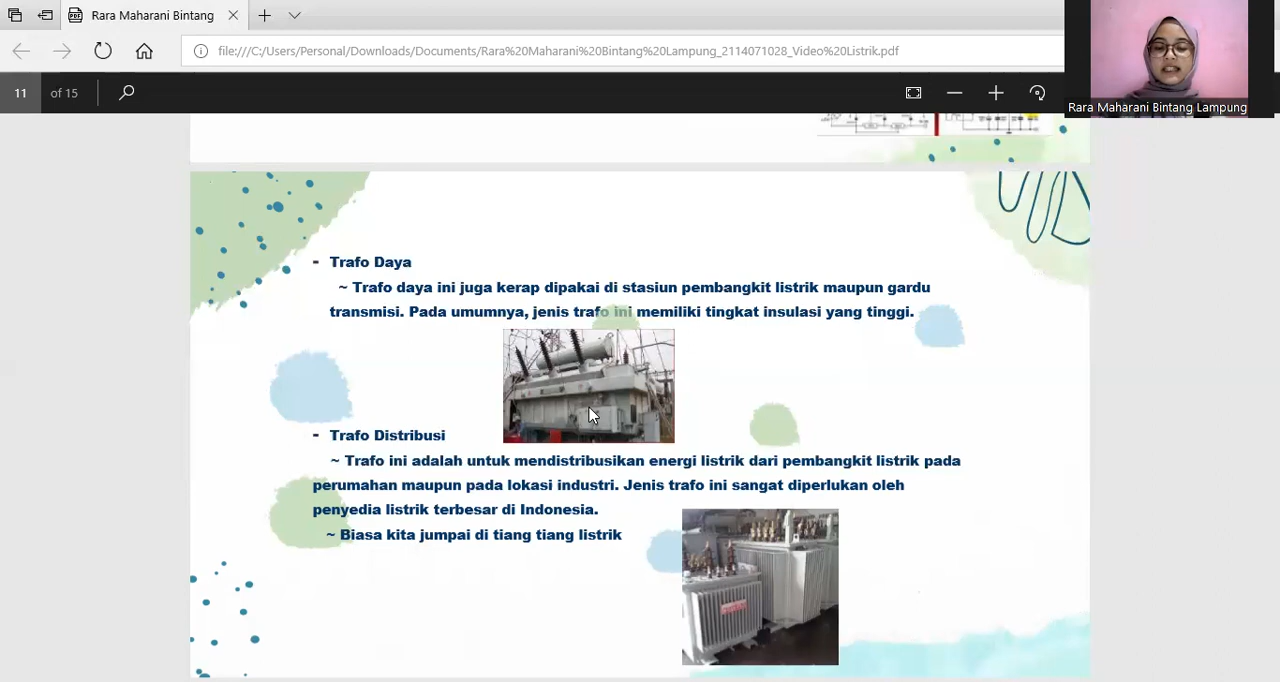 Rara Maharani Bintang
file:///C:/Users/Personal/Downloads/Documents/Rara%20Maharani%20Bintang%20Lampung_2114071028_Video%20Listrik.pdf
11 of 15
Rara Maharani Bintang Lampung
- Trafo Daya
~ Trafo daya ini juga kerap dipakai di stasiun pembangkit listrik maupun gardu
transmisi. Pada umumnya, jenis trafo ini memiliki tingkat insulasi yang tinggi.
- Trafo Distribusi
~ Trafo ini adalah untuk mendistribusikan energi listrik dari pembangkit listrik pada
perumahan maupun pada lokasi industri. Jenis trafo ini sangat diperlukan oleh
penyedia listrik terbesar di Indonesia.
~ Biasa kita jumpai di tiang tiang listrik